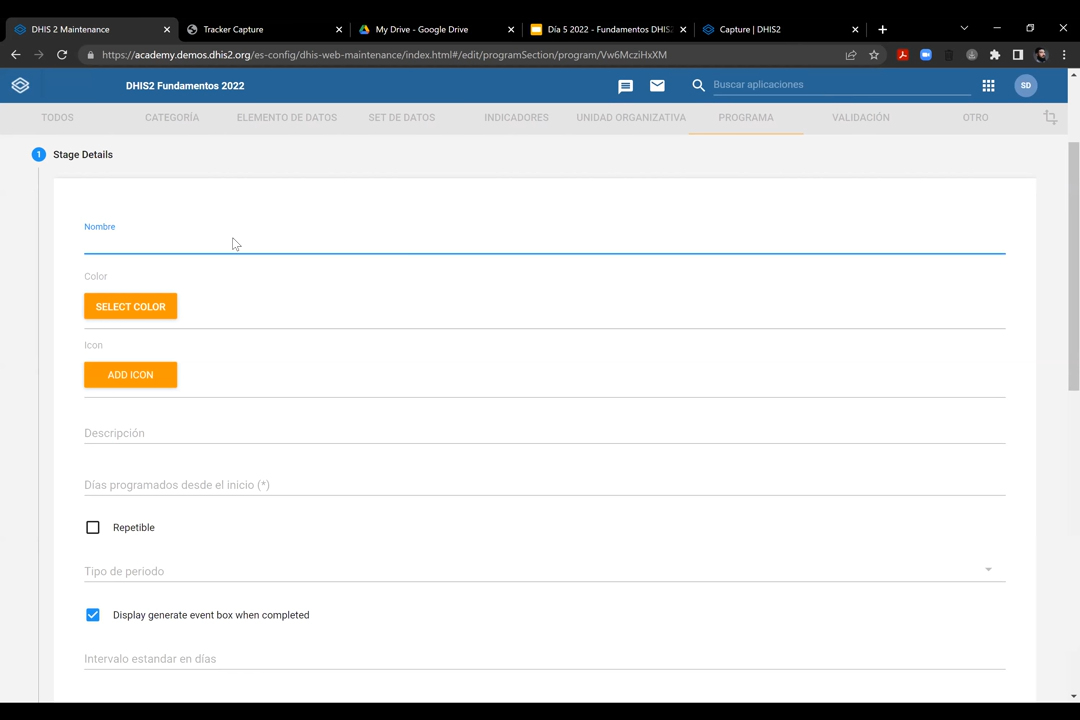 DHIS 2 Maintenance
Tracker Capture
My Drive - Google Drive
Día 5 2022 - Fundamentos DHIS2
Capture | DHIS2
https://academy.demos.dhis2.org/es-config/dhis-web-maintenance/index.html#/edit/programSection/program/Vw6McziHxXM
DHIS2 Fundamentos 2022
Buscar aplicaciones
SD
TODOS
CATEGORÍA
ELEMENTO DE DATOS
SET DE DATOS
INDICADORES
UNIDAD ORGANIZATIVA
PROGRAMA
VALIDACIÓN
OTRO
1 Stage Details
Nombre
Color
SELECT COLOR
Icon
ADD ICON
Descripción
Días programados desde el inicio (*)
Repetible
Tipo de periodo
Display generate event box when completed
Intervalo estandar en días